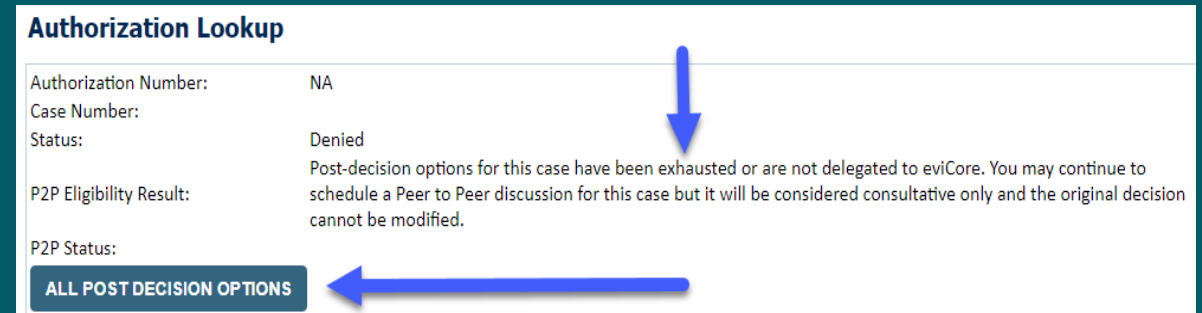 Authorization Lookup
Authorization Number: NA
Case Number:
Status: Denied
Post-decision options for this case have been exhausted or are not delegated to eviCore. You may continue to
P2P Eligibility Result: schedule a Peer to Peer discussion for this case but it will be considered consultative only and the original decision
cannot be modified.
P2P Status:
ALL POST DECISION OPTIONS